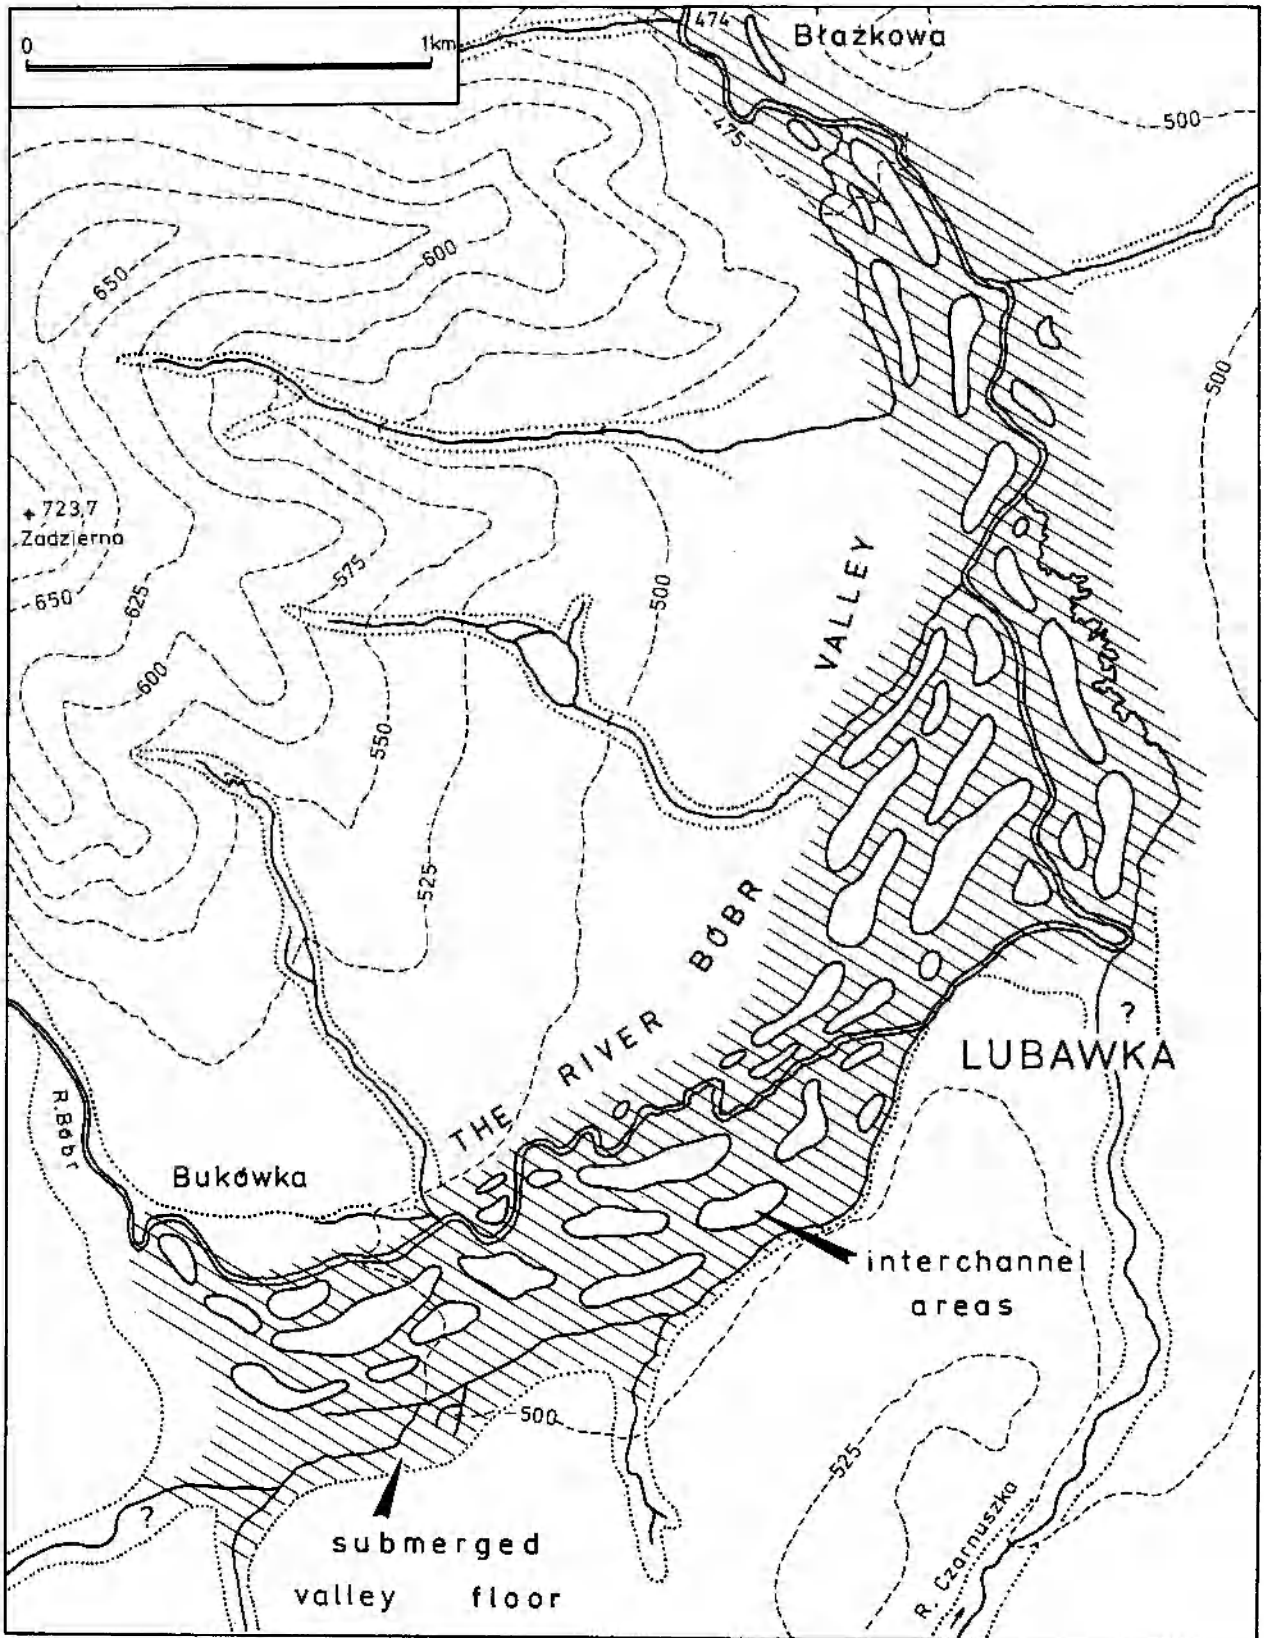 0 1km
474
Błażkowa
475
500
600
650
500
+ 723,7
Zadzierna
650
625
575
500
600
550
525
THE RIVER BÓBR VALLEY
?
LUBAWKA
R. Bóbr
Bukówka
interchannel
areas
500
525
?
submerged
valley floor
R. Czarnuszka